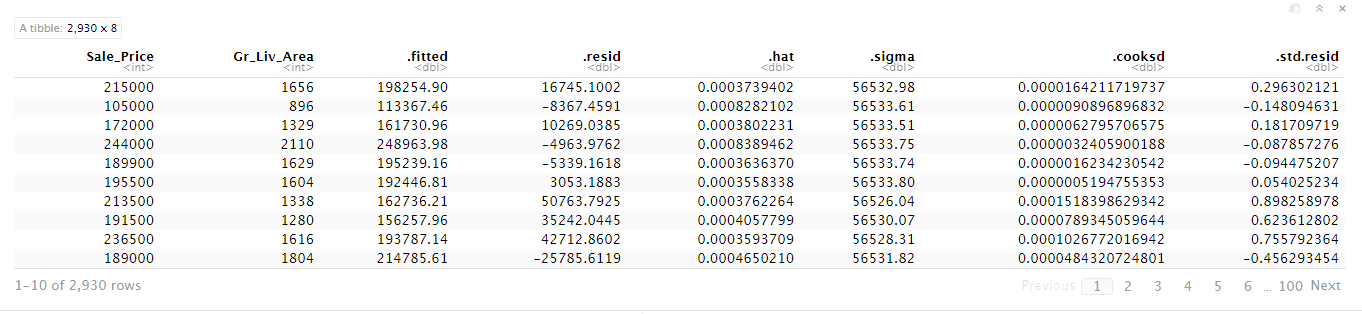 A tibble: 2,930 x 8
Sale_Price Gr_Liv_Area .fitted .resid .hat .sigma .cooksd .std.resid
<int> <int> <dbl> <dbl> <dbl> <dbl> <dbl> <dbl>
215000 1656 198254.90 16745.1002 0.0003739402 56532.98 0.0000164211719737 0.296302121
105000 896 113367.46 -8367.4591 0.0008282102 56533.61 0.0000090896896832 -0.148094631
172000 1329 161730.96 10269.0385 0.0003802231 56533.51 0.0000062795706575 0.181709719
244000 2110 248963.98 -4963.9762 0.0008389462 56533.75 0.0000032405900188 -0.087857276
189900 1629 195239.16 -5339.1618 0.0003636370 56533.74 0.0000016234230542 -0.094475207
195500 1604 192446.81 3053.1883 0.0003558338 56533.80 0.0000005194755353 0.054025234
213500 1338 162736.21 50763.7925 0.0003762264 56526.04 0.0001518398629342 0.898258978
191500 1280 156257.96 35242.0445 0.0004057799 56530.07 0.0000789345059644 0.623612802
236500 1616 193787.14 42712.8602 0.0003593709 56528.31 0.0001026772016942 0.755792364
189000 1804 214785.61 -25785.6119 0.0004650210 56531.82 0.0000484320724801 -0.456293454
1-10 of 2,930 rows Previous 1 2 3 4 5 6 ... 100 Next